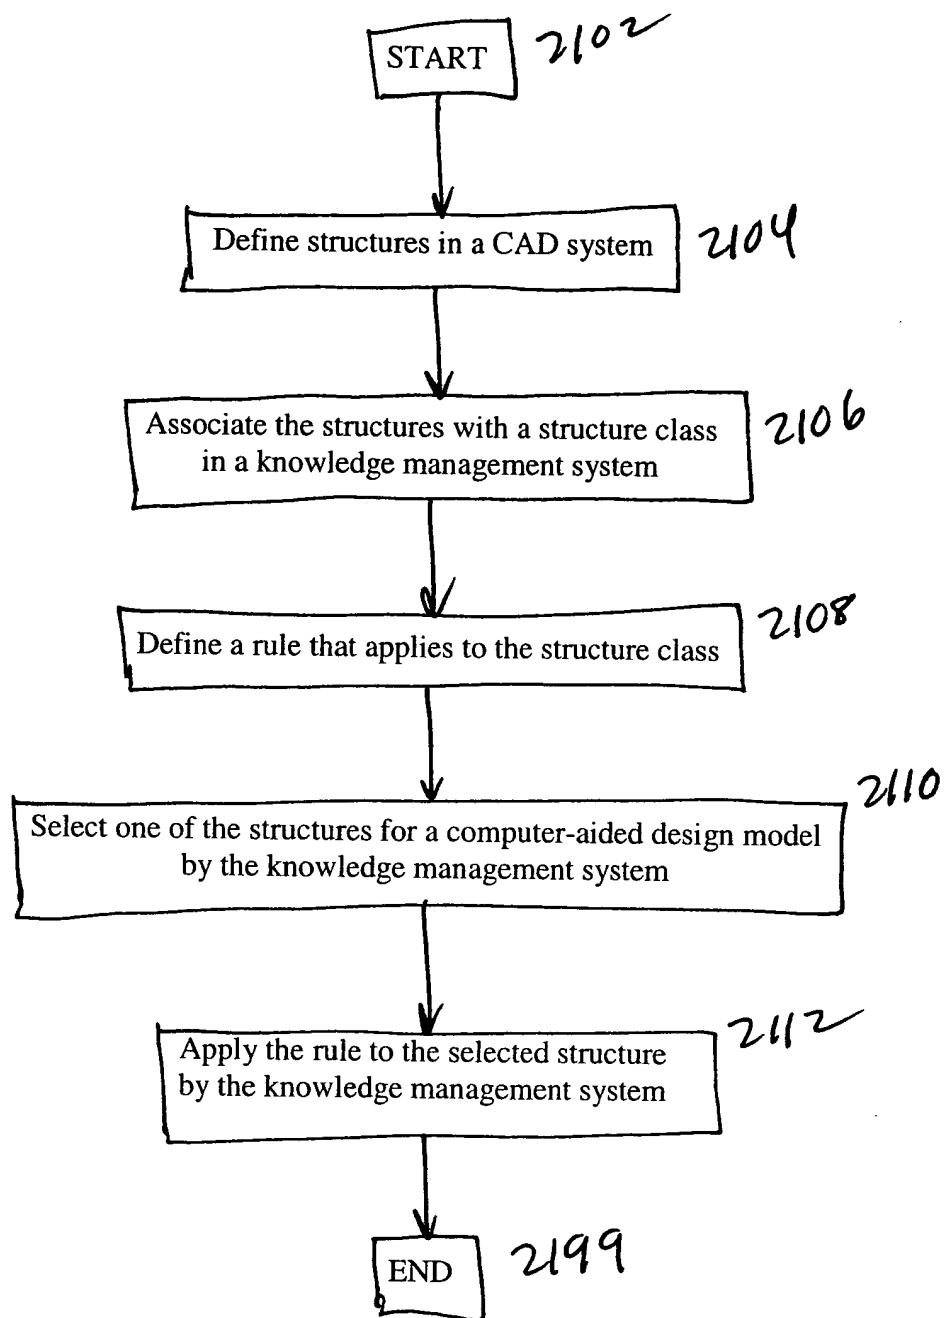 START 2102
Define structures in a CAD system 2104
Associate the structures with a structure class 2106
in a knowledge management system
Define a rule that applies to the structure class 2108
2110
Select one of the structures for a computer-aided design model
by the knowledge management system
2112
Apply the rule to the selected structure
by the knowledge management system
END 2199